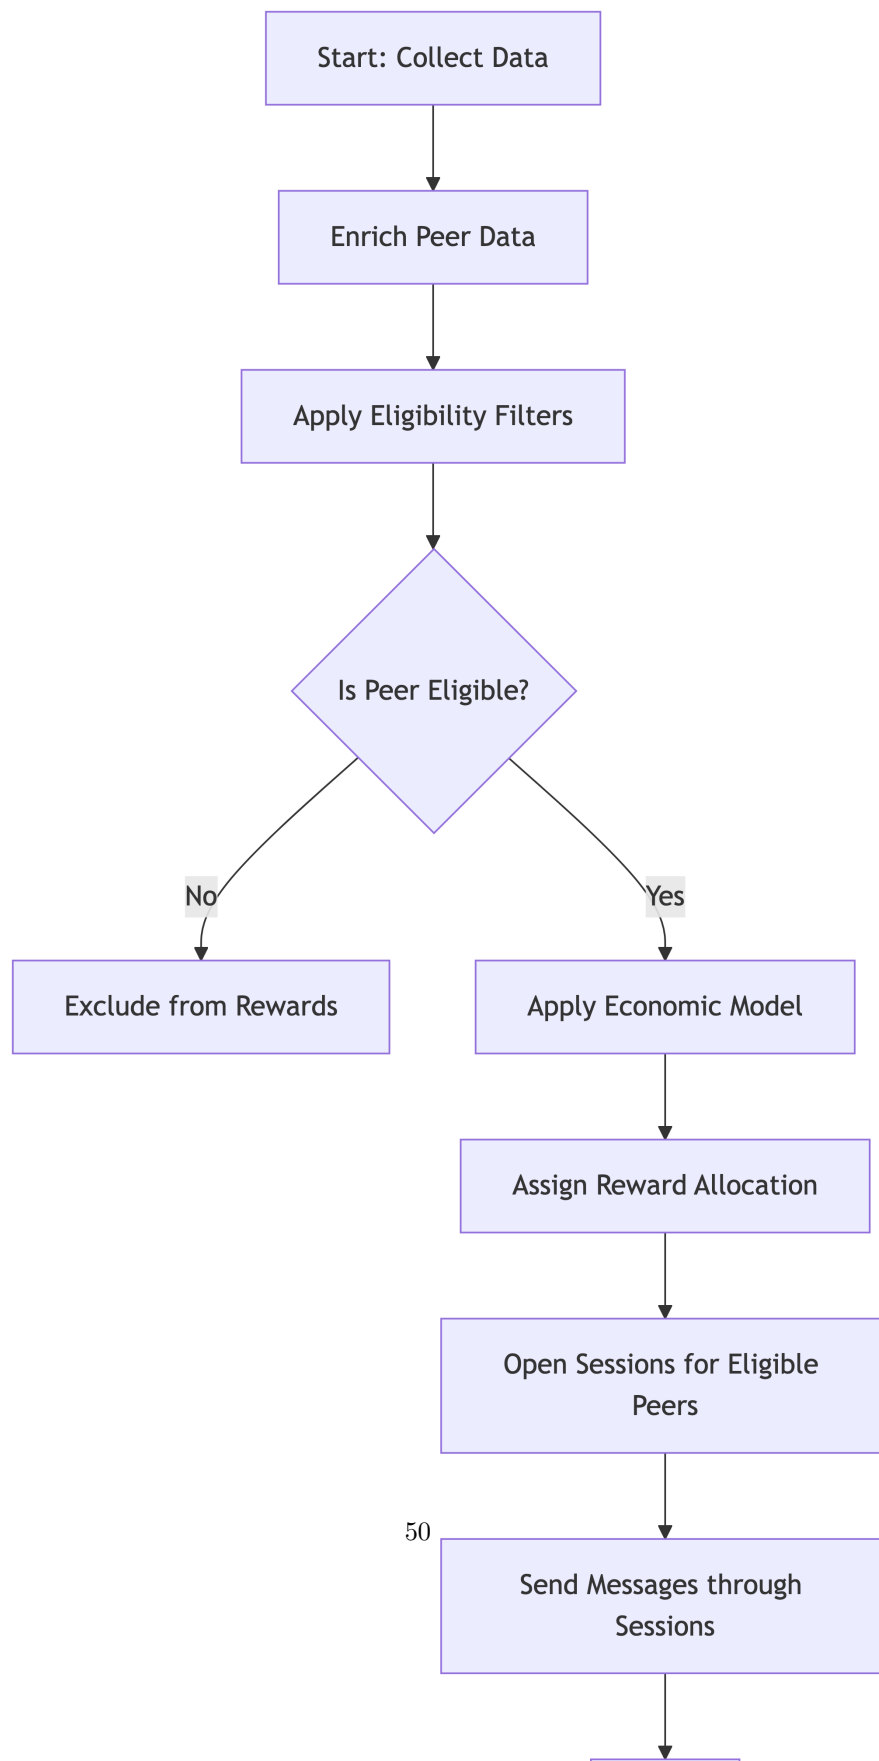 Start: Collect Data
Enrich Peer Data
Apply Eligibility Filters
Is Peer Eligible?
No
Yes
Exclude from Rewards
Apply Economic Model
Assign Reward Allocation
Open Sessions for Eligible
Peers
50
Send Messages through
Sessions